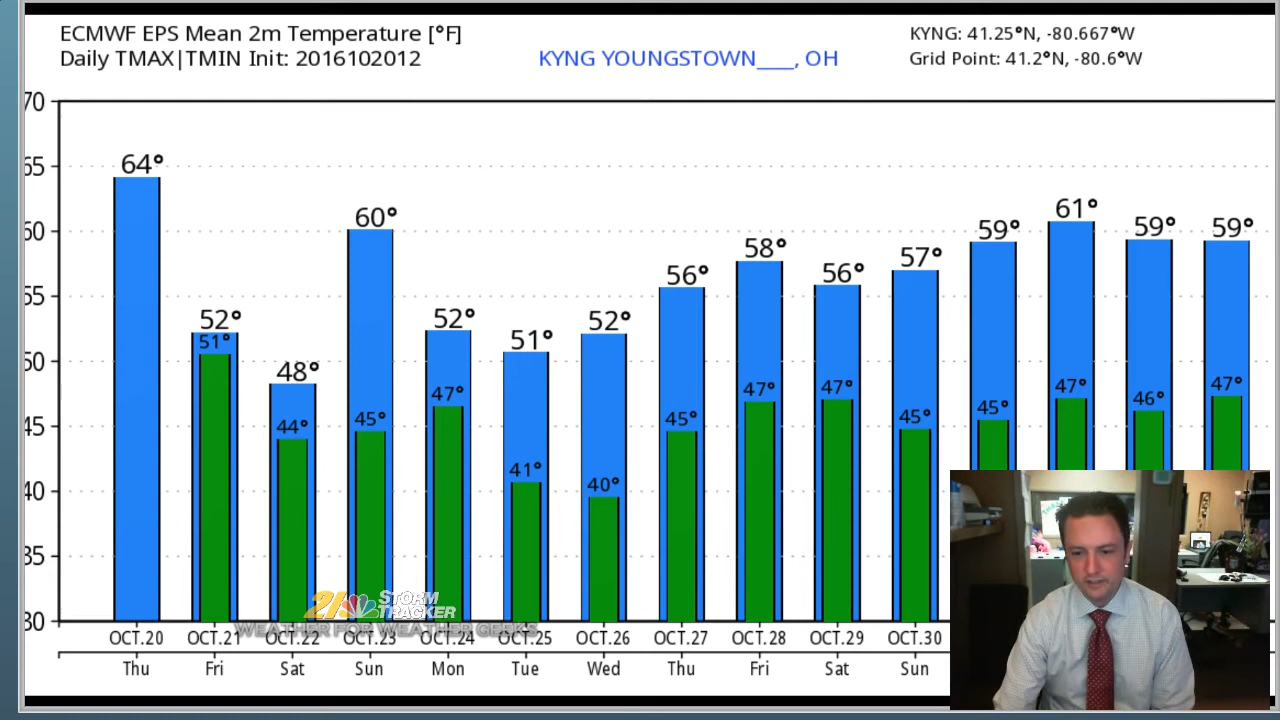 ECMWF EPS Mean 2m Temperature [°F]
Daily TMAX|TMIN Init: 2016102012
KYNG YOUNGSTOWN____, OH
KYNG: 41.25°N, -80.667°W
Grid Point: 41.2°N, -80.6°W
70
65
60
55
50
45
40
35
30
64° 52° 48° 60° 52° 51° 52° 56° 58° 56° 57° 59° 61° 59° 59°
51° 44° 45° 47° 41° 40° 45° 47° 47° 45° 45° 47° 46° 47°
21 STORM
TRACKER
WEATHER FOR WEATHER GEEKS
OCT.20 OCT.21 OCT.22 OCT.23 OCT.24 OCT.25 OCT.26 OCT.27 OCT.28 OCT.29 OCT.30
Thu Fri Sat Sun Mon Tue Wed Thu Fri Sat Sun